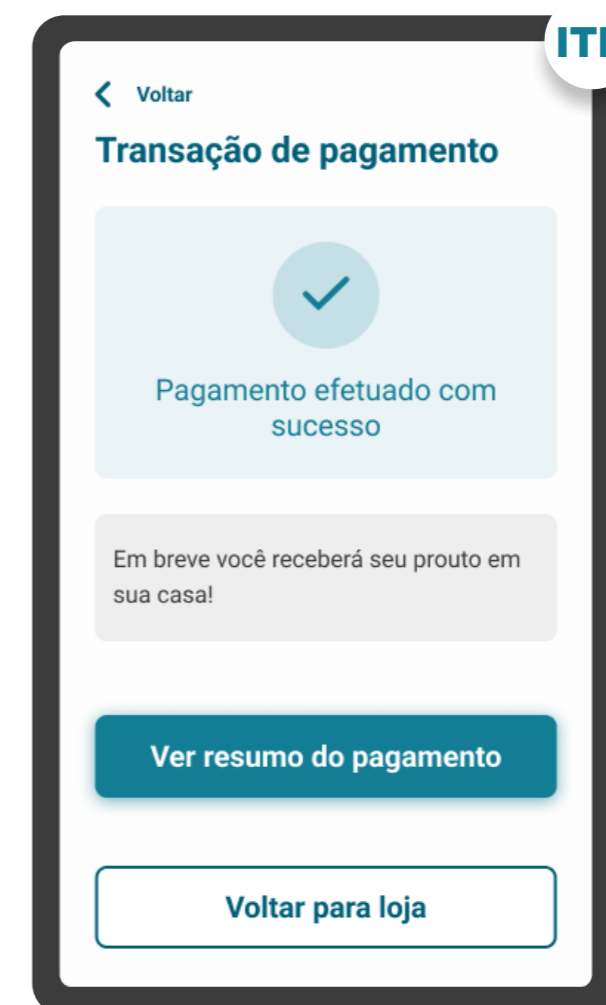 ITI
Voltar
Transação de pagamento
Pagamento efetuado com
sucesso
Em breve você receberá seu prouto em
sua casa!
Ver resumo do pagamento
Voltar para loja